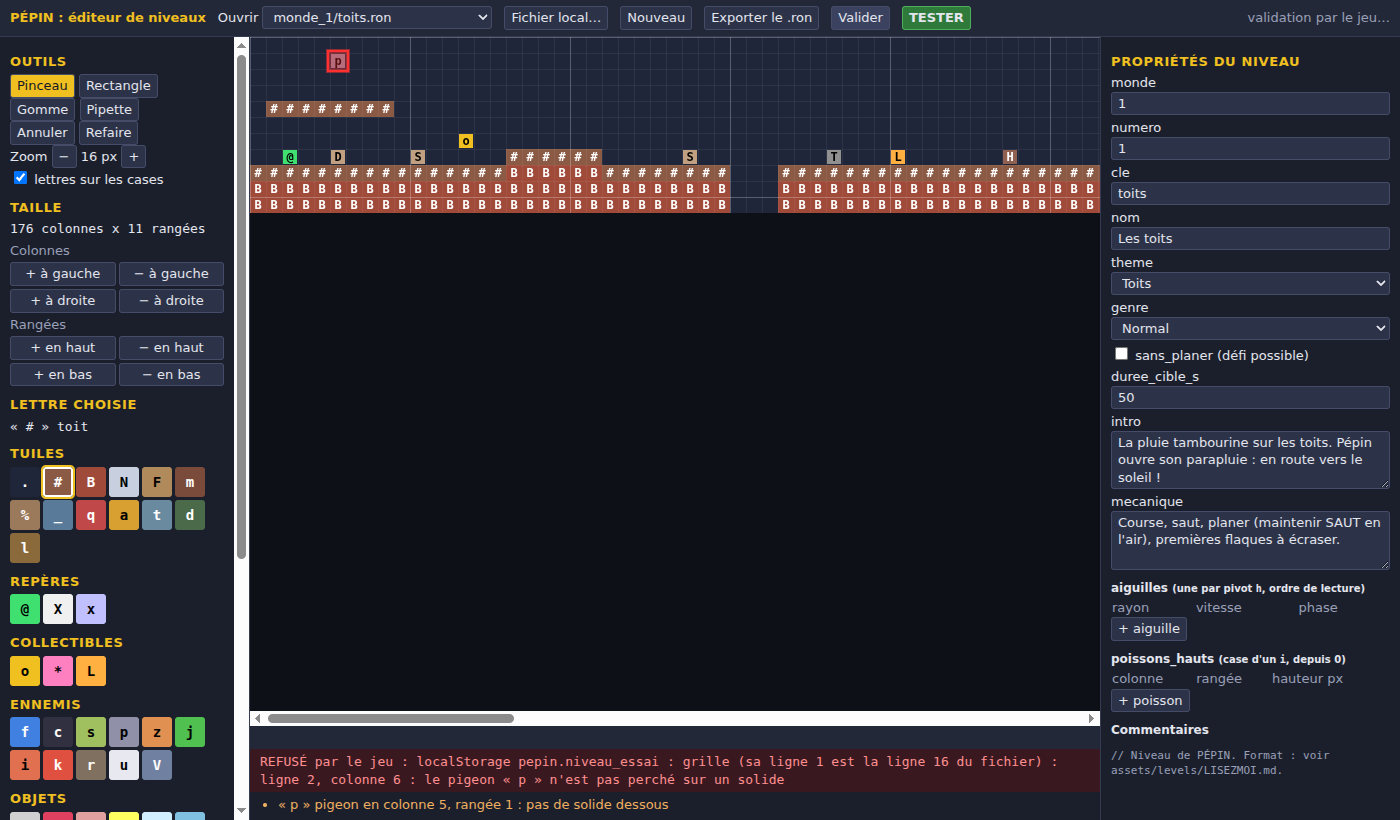 PÉPIN : éditeur de niveaux Ouvrir monde_1/toits.ron Fichier local... Nouveau Exporter le .ron Valider TESTER validation par le jeu...
OUTILS
Pinceau Rectangle
Gomme Pipette
Annuler Refaire
Zoom − 16 px +
lettres sur les cases
TAILLE
176 colonnes x 11 rangées
Colonnes
+ à gauche − à gauche
+ à droite − à droite
Rangées
+ en haut − en haut
+ en bas − en bas
LETTRE CHOISIE
« # » toit
TUILES
. # B N F m
% _ q a t d
l
REPÈRES
@ X x
COLLECTIBLES
o * L
ENNEMIS
f c s p z j
i k r u V
OBJETS
p
# # # # # # # #
o
@ D S # # # # # # S T L H
# # # # # # # # # # # # # # # # B B B B B B # # # # # # # # # # # # # # # # # # # # # # # # # # # #
B B B B B B B B B B B B B B B B B B B B B B B B B B B B B B B B B B B B B B B B B B B B B B B B B B
B B B B B B B B B B B B B B B B B B B B B B B B B B B B B B B B B B B B B B B B B B B B B B B B B B
REFUSÉ par le jeu : localStorage pepin.niveau_essai : grille (sa ligne 1 est la ligne 16 du fichier) :
ligne 2, colonne 6 : le pigeon « p » n'est pas perché sur un solide
• « p » pigeon en colonne 5, rangée 1 : pas de solide dessous
PROPRIÉTÉS DU NIVEAU
monde
1
numero
1
cle
toits
nom
Les toits
theme
Toits
genre
Normal
sans_planer (défi possible)
duree_cible_s
50
intro
La pluie tambourine sur les toits. Pépin
ouvre son parapluie : en route vers le
soleil !
mecanique
Course, saut, planer (maintenir SAUT en
l'air), premières flaques à écraser.
aiguilles (une par pivot h, ordre de lecture)
rayon vitesse phase
+ aiguille
poissons_hauts (case d'un i, depuis 0)
colonne rangée hauteur px
+ poisson
Commentaires
// Niveau de PÉPIN. Format : voir
assets/levels/LISEZMOI.md.